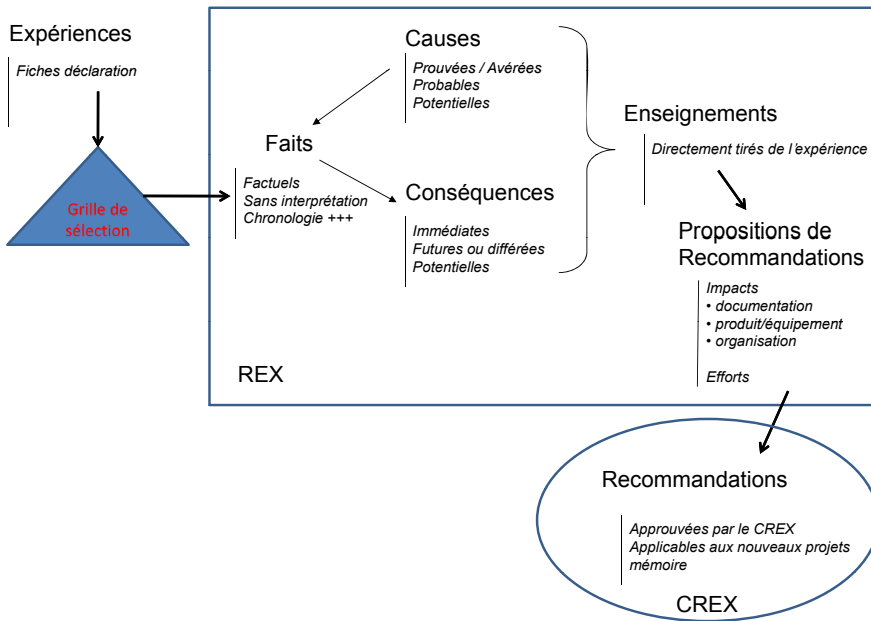 Expériences
Fiches déclaration
Grille de
sélection
Causes
Prouvées / Avérées
Probables
Potentielles
Faits
Factuels
Sans interprétation
Chronologie +++
Conséquences
Immédiates
Futures ou différées
Potentielles
Enseignements
Directement tirés de l'expérience
Propositions de
Recommandations
Impacts
• documentation
• produit/équipement
• organisation
Efforts
REX
Recommandations
Approuvées par le CREX
Applicables aux nouveaux projets
mémoire
CREX